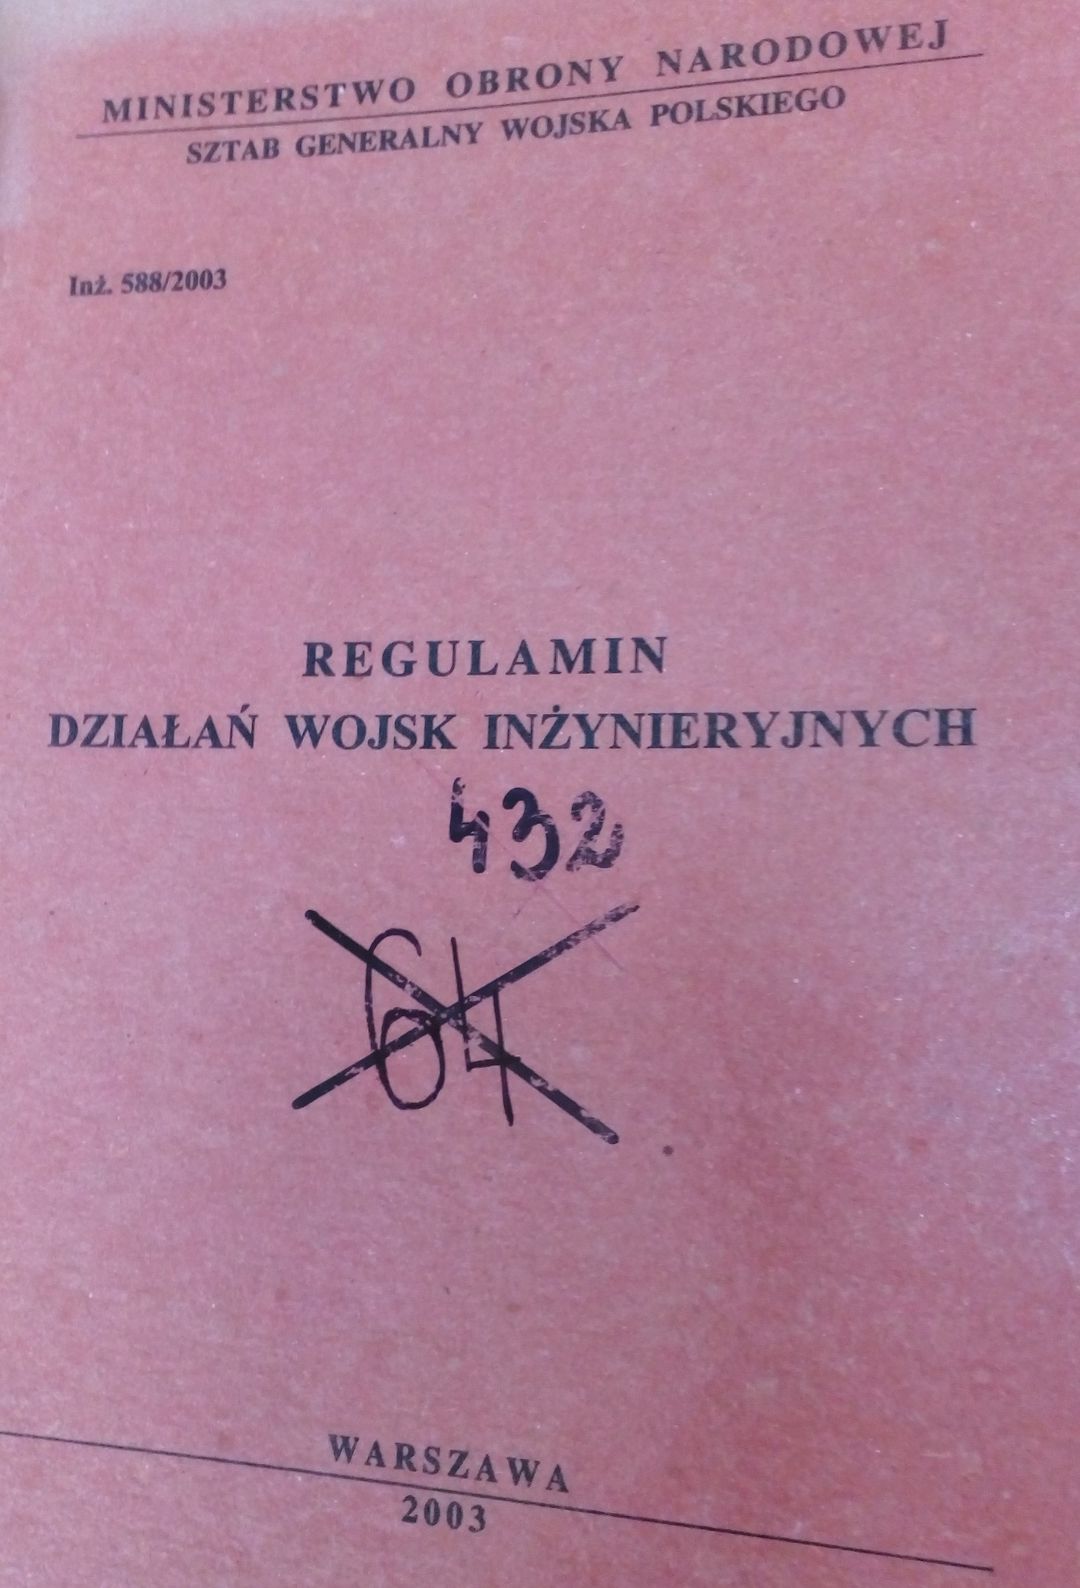 MINISTERSTWO OBRONY NARODOWEJ
SZTAB GENERALNY WOJSKA POLSKIEGO
Inż. 588/2003
REGULAMIN
DZIAŁAŃ WOJSK INŻYNIERYJNYCH
432
64
WARSZAWA
2003